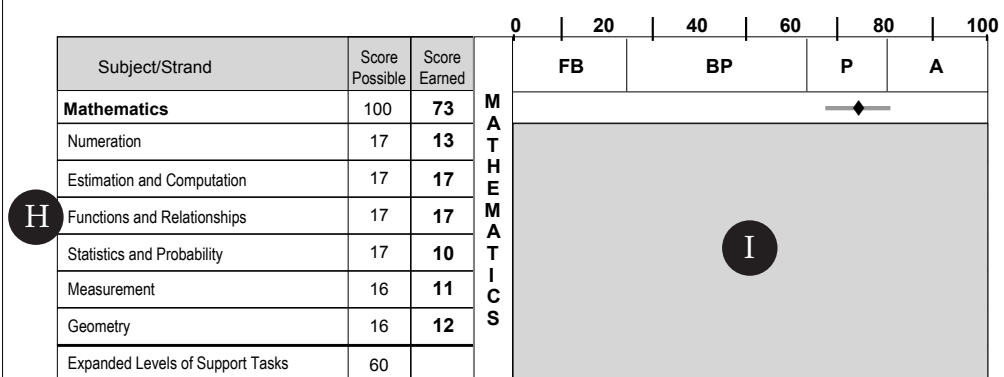 0 20 40 60 80 100
Subject/Strand Score Possible Score Earned FB BP P A
Mathematics 100 73
Numeration 17 13
Estimation and Computation 17 17
H Functions and Relationships 17 17
Statistics and Probability 17 10
Measurement 16 11
Geometry 16 12
Expanded Levels of Support Tasks 60
MATHEMATICS
I